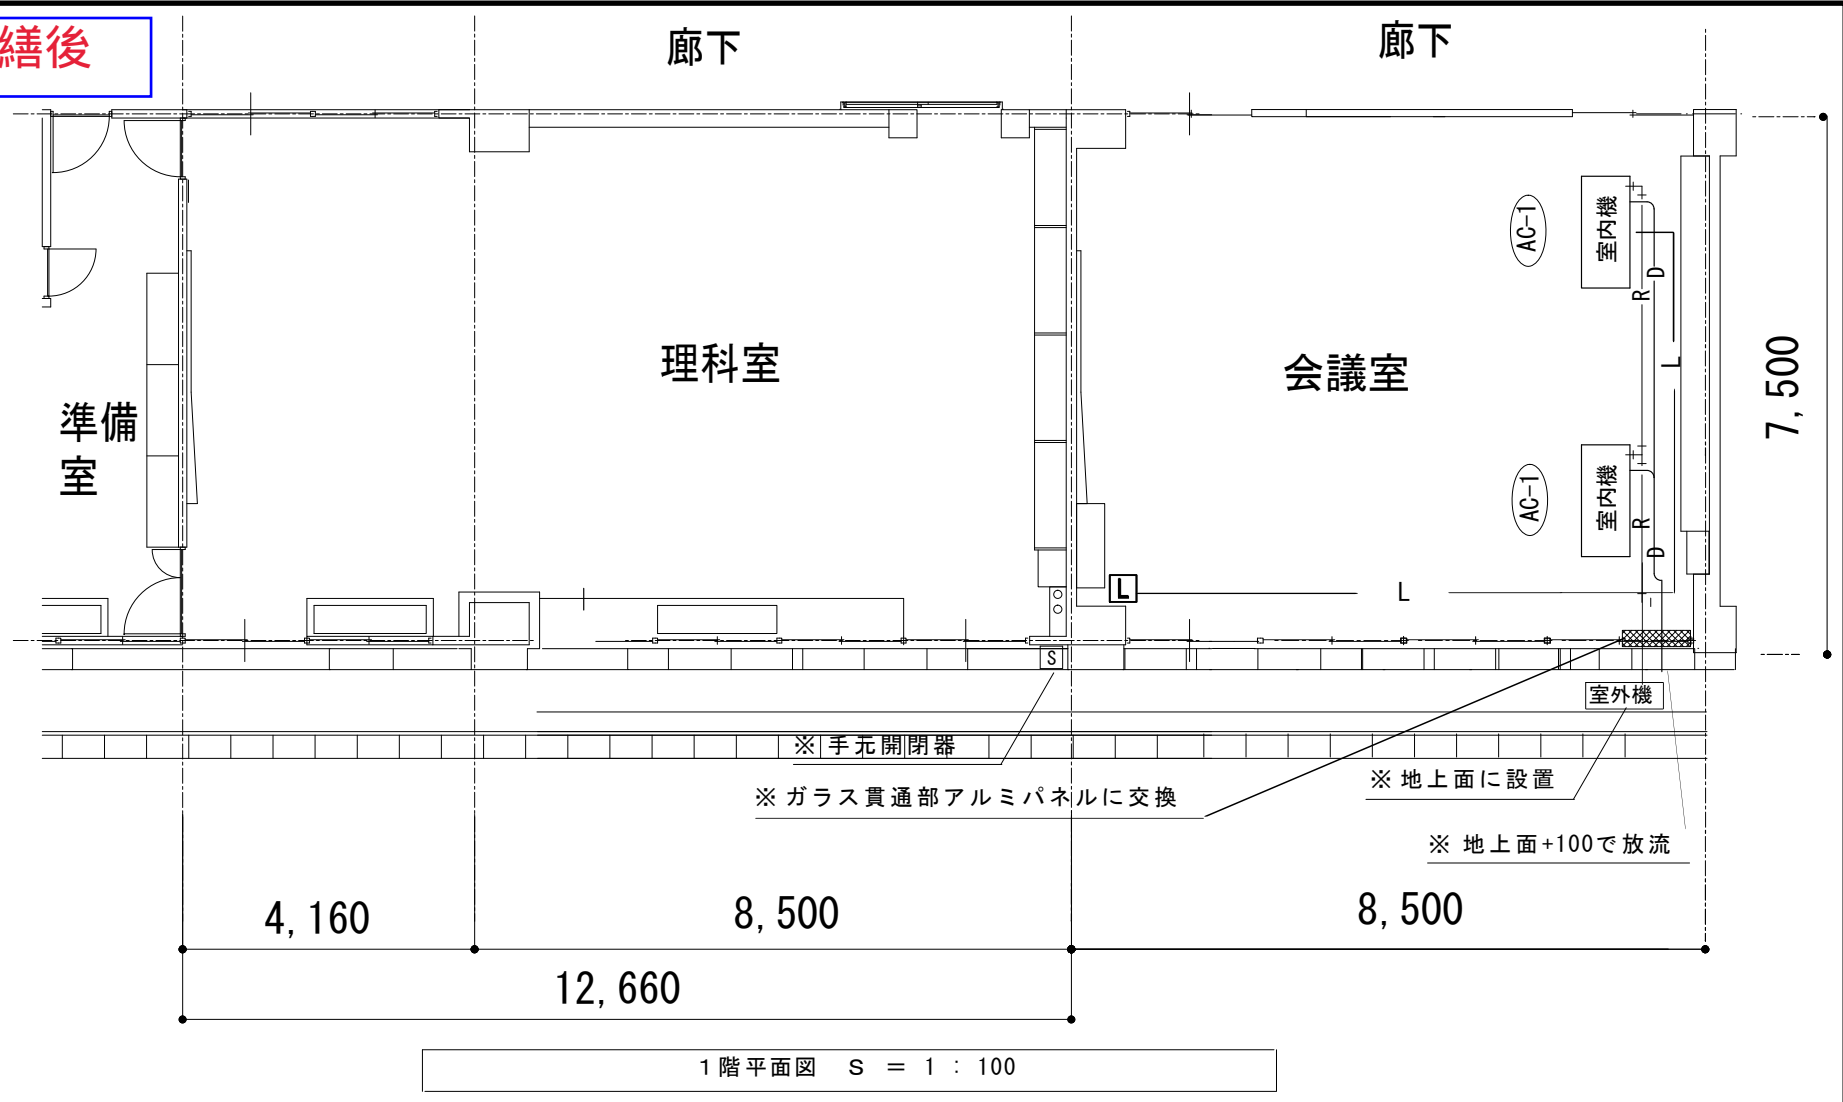 繕後
廊下
廊下
理科室
会議室
準備
室
AC-1
室内機
R
D
L
AC-1
室内機
R
D
L
L
S
室外機
7,500
※ 手元開閉器
※ ガラス貫通部アルミパネルに交換
※ 地上面に設置
※ 地上面+100で放流
4,160
8,500
8,500
12,660
1階平面図 S = 1 : 100